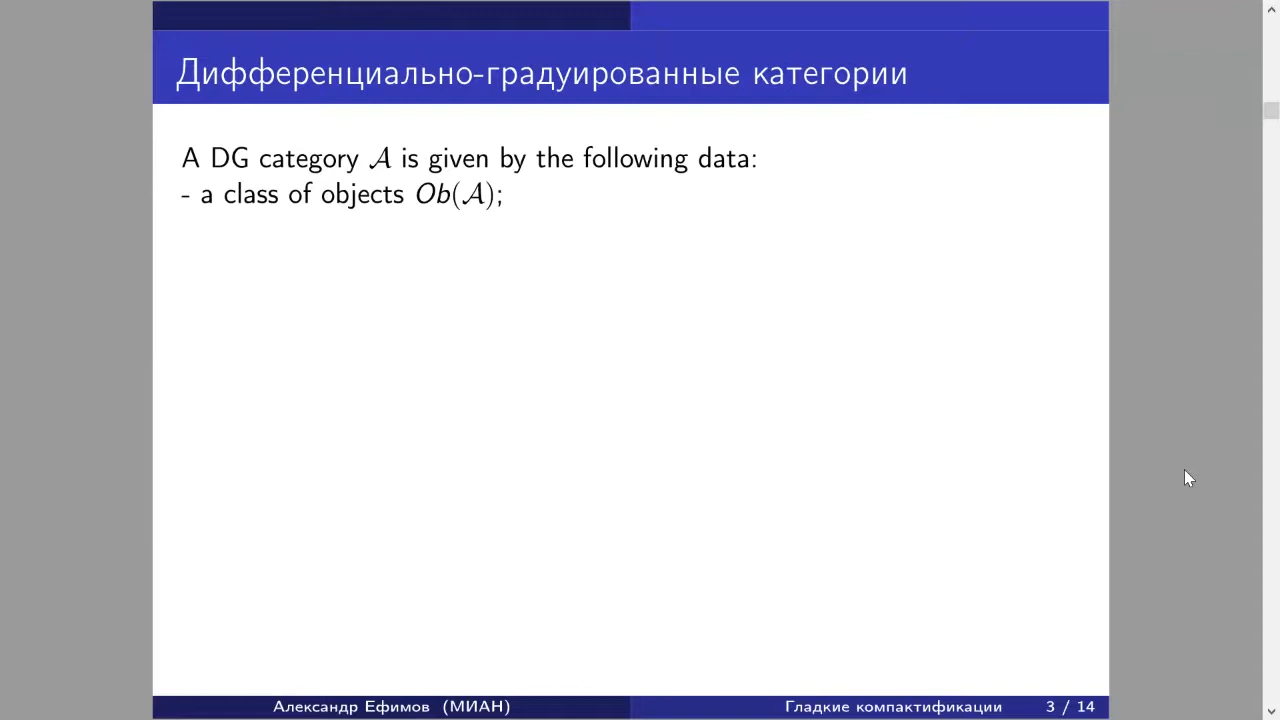 Дифференциально-градуированные категории
A DG category 𝒜 is given by the following data:
- a class of objects Ob(𝒜);
Александр Ефимов (МИАН)
Гладкие компактификации
3 / 14